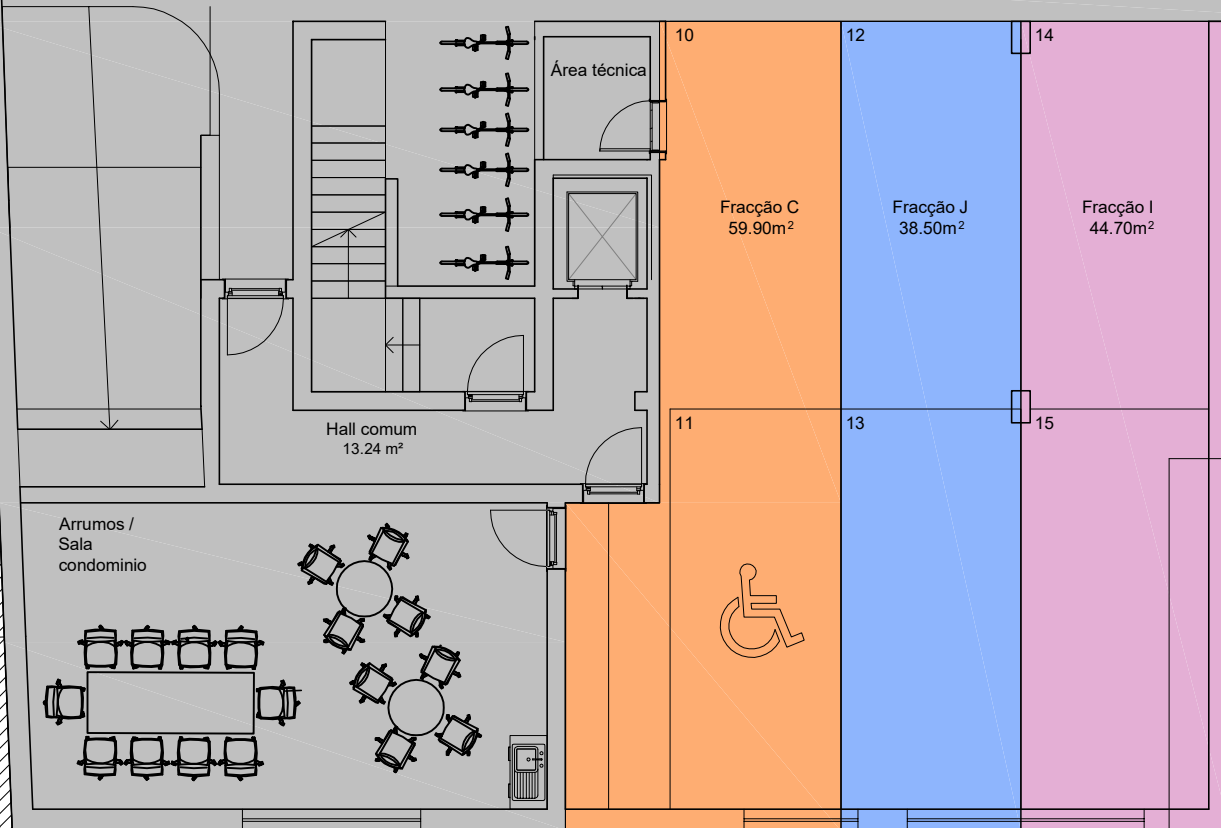 10
12
14
Área técnica
Fracção C
59.90m²
Fracção J
38.50m²
Fracção I
44.70m²
Hall comum
13.24 m²
11
13
15
Arrumos /
Sala
condominio